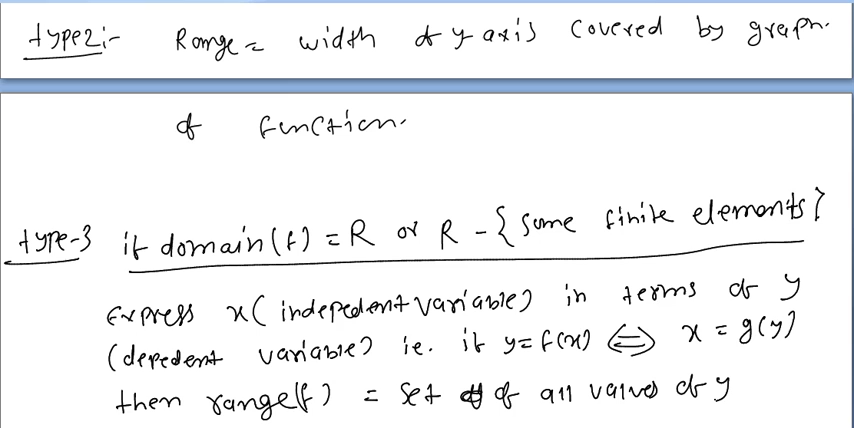 type2:- Range = width of y axis covered by graph.
of function.
type-3 if domain(f) = R or R - { some finite elements }
Express x ( indepedent variable) in terms of y
(depedent variable) ie. if y = f(x) ⇔ x = g(y)
then range(f) = set of all values of y